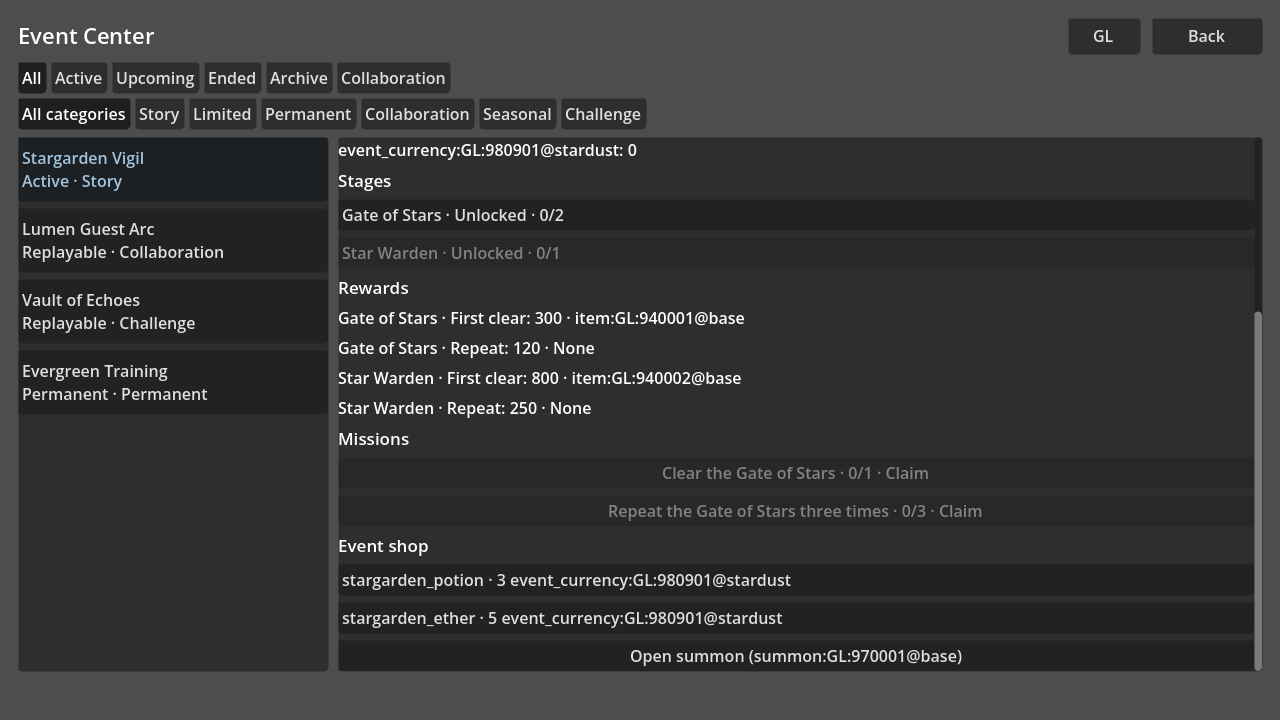 Event Center
GL
Back
All
Active
Upcoming
Ended
Archive
Collaboration
All categories
Story
Limited
Permanent
Collaboration
Seasonal
Challenge
Stargarden Vigil
Active · Story
Lumen Guest Arc
Replayable · Collaboration
Vault of Echoes
Replayable · Challenge
Evergreen Training
Permanent · Permanent
event_currency:GL:980901@stardust: 0
Stages
Gate of Stars · Unlocked · 0/2
Star Warden · Unlocked · 0/1
Rewards
Gate of Stars · First clear: 300 · item:GL:940001@base
Gate of Stars · Repeat: 120 · None
Star Warden · First clear: 800 · item:GL:940002@base
Star Warden · Repeat: 250 · None
Missions
Clear the Gate of Stars · 0/1 · Claim
Repeat the Gate of Stars three times · 0/3 · Claim
Event shop
stargarden_potion · 3 event_currency:GL:980901@stardust
stargarden_ether · 5 event_currency:GL:980901@stardust
Open summon (summon:GL:970001@base)